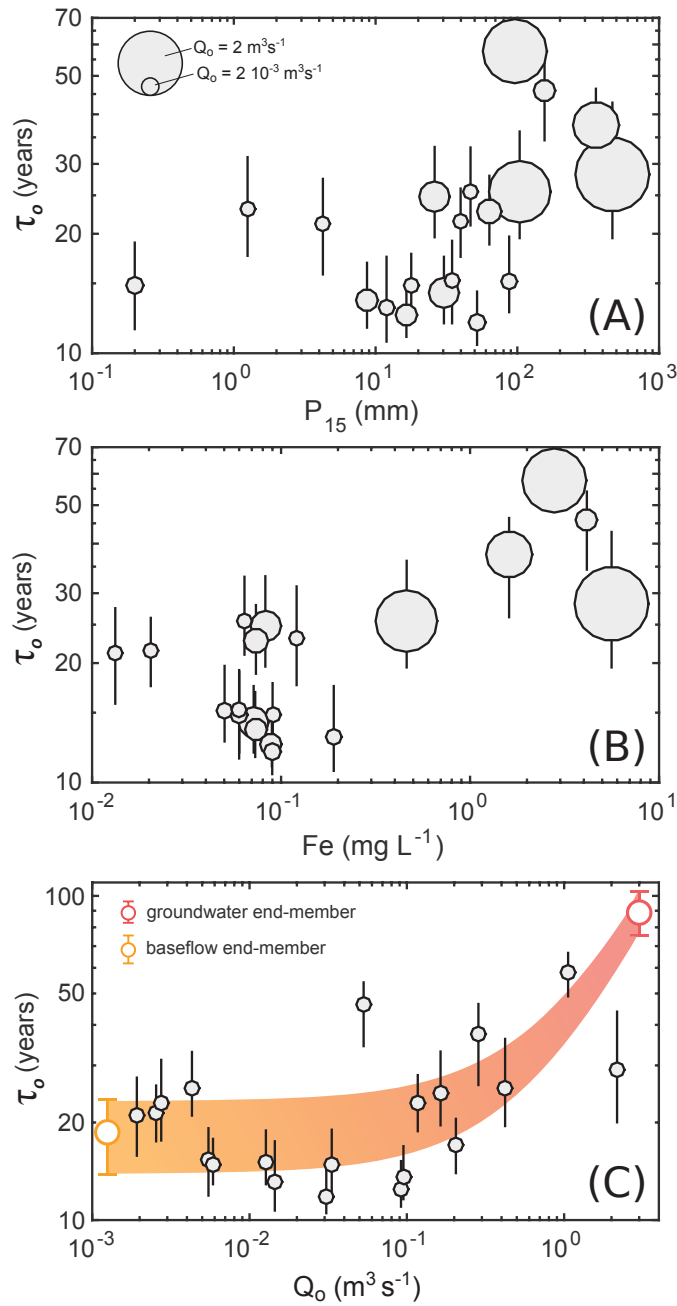 70
50
30
20
10
τo (years)
Qo = 2 m³s⁻¹
Qo = 2 10⁻³ m³s⁻¹
(A)
10⁻¹ 10⁰ 10¹ 10² 10³
P15 (mm)
70
50
30
20
10
τo (years)
(B)
10⁻² 10⁻¹ 10⁰ 10¹
Fe (mg L⁻¹)
100
50
20
10
τo (years)
groundwater end-member
baseflow end-member
(C)
10⁻³ 10⁻² 10⁻¹ 10⁰
Qo (m³ s⁻¹)